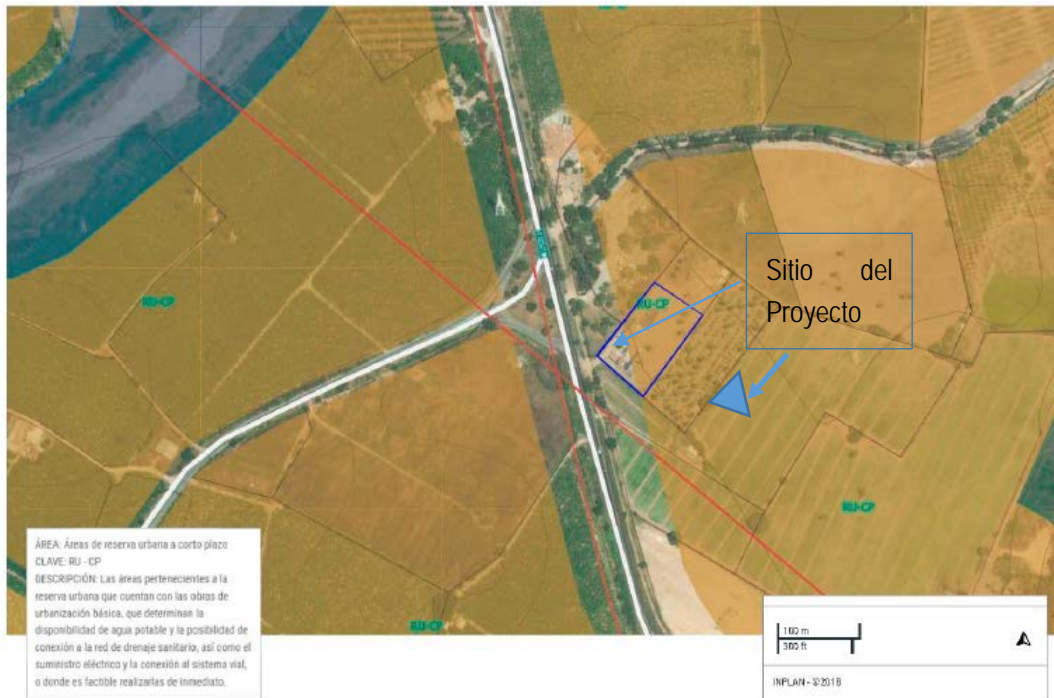 RU-CP
RU-CP
Sitio del
Proyecto
RU-CP
RU-CP
ÁREA: Áreas de reserva urbana a corto plazo
CLAVE: RU - CP
DESCRIPCIÓN: Las áreas pertenecientes a la
reserva urbana que cuentan con las obras de
urbanización básica, que determinan la
disponibilidad de agua potable y la posibilidad de
conexión a la red de drenaje sanitario, así como el
suministro eléctrico y la conexión al sistema vial,
o donde es factible realizarlas de inmediato.
100 m
300 ft
INPLAN - ©2016